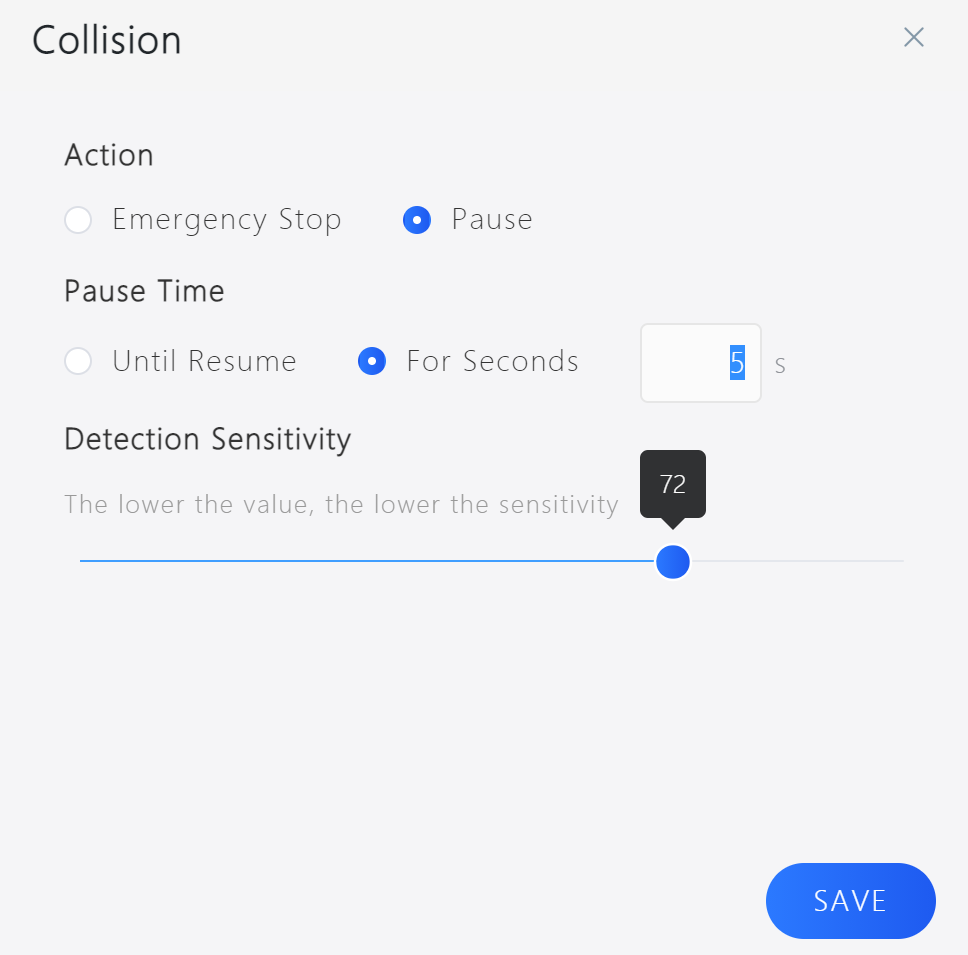 Collision
Action
Emergency Stop Pause
Pause Time
Until Resume For Seconds 5 s
Detection Sensitivity
72
The lower the value, the lower the sensitivity
SAVE